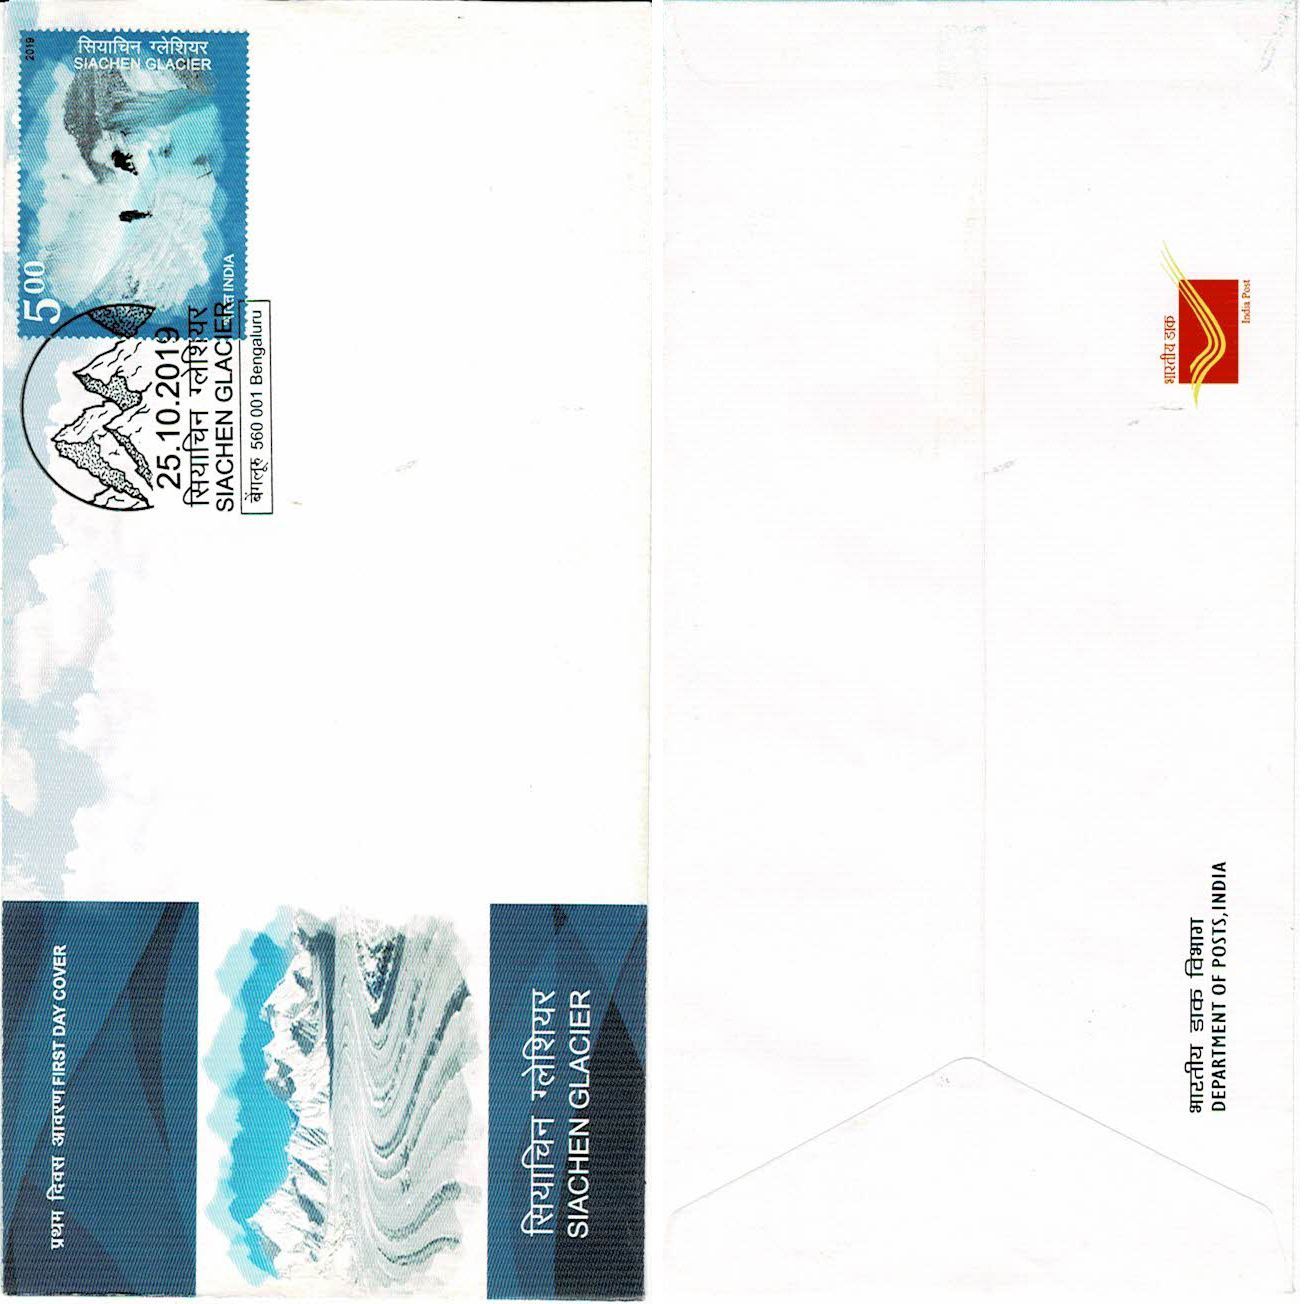 प्रथम दिवस आवरण FIRST DAY COVER
5.00
2019
सियाचिन ग्लेशियर
SIACHEN GLACIER
भारत INDIA
25.10.2019
सियाचिन ग्लेशियर
SIACHEN GLACIER
बेंगलूरु 560 001 Bengaluru
सियाचिन ग्लेशियर
SIACHEN GLACIER
भारतीय डाक विभाग
DEPARTMENT OF POSTS, INDIA
भारतीय डाक
India Post